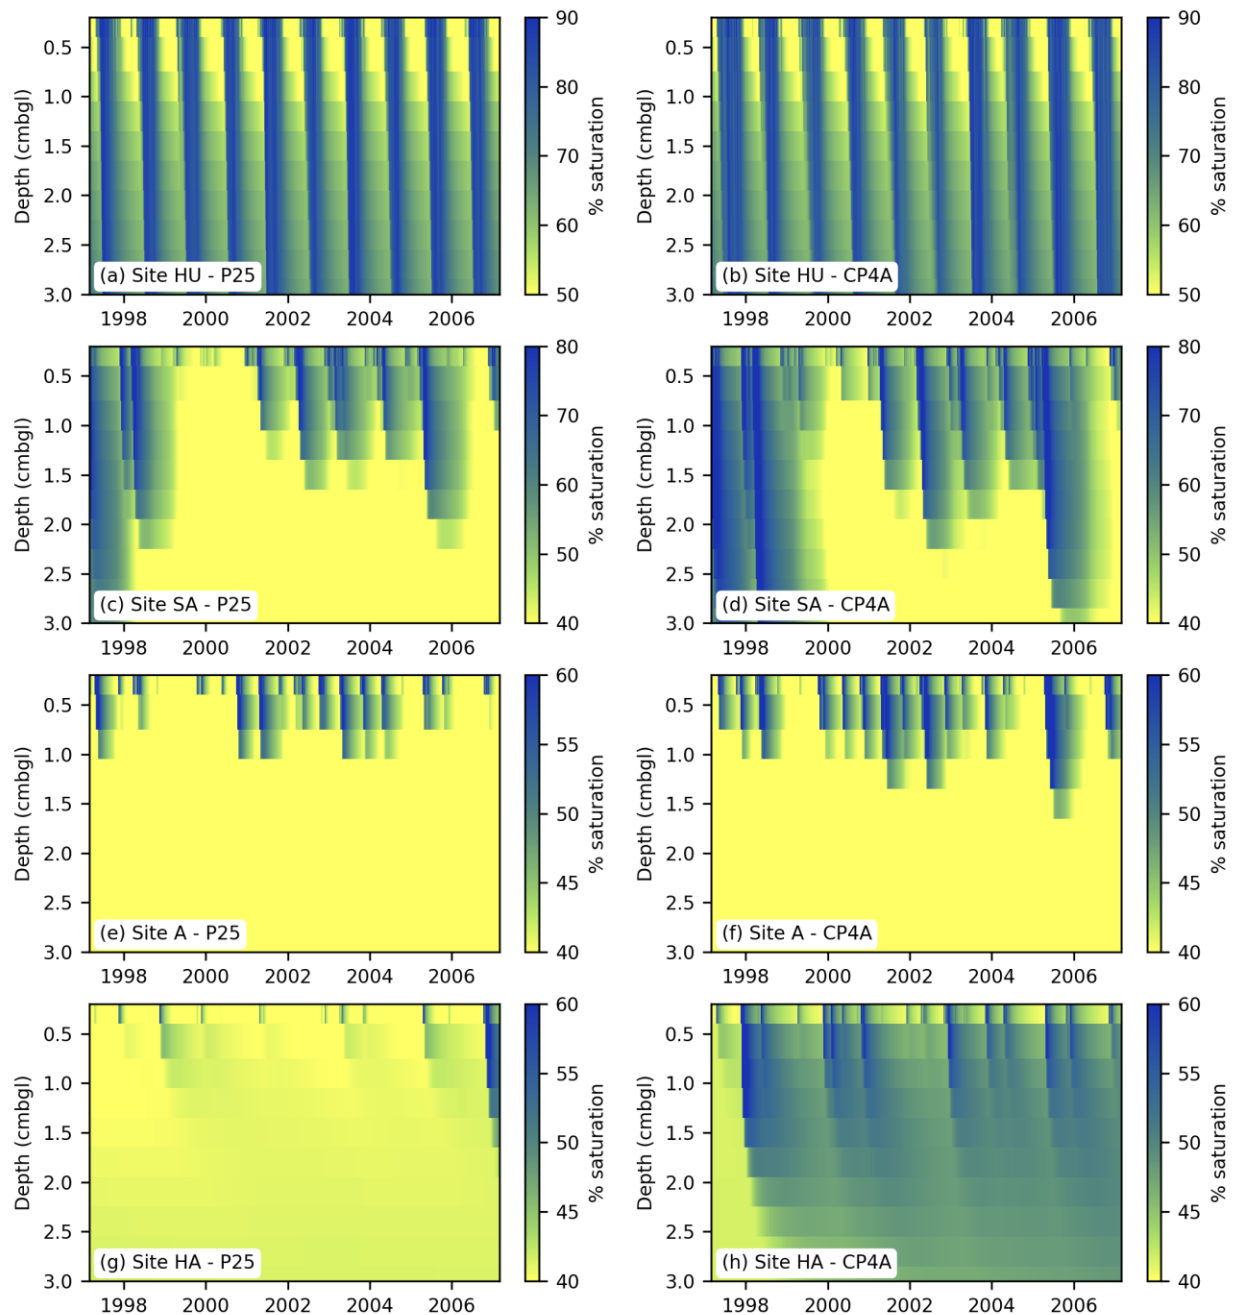 0.5
1.0
1.5
2.0
2.5
3.0
Depth (cmbgl)
(a) Site HU - P25
1998 2000 2002 2004 2006
90
80
70
60
50
% saturation
0.5
1.0
1.5
2.0
2.5
3.0
Depth (cmbgl)
(b) Site HU - CP4A
1998 2000 2002 2004 2006
90
80
70
60
50
% saturation
0.5
1.0
1.5
2.0
2.5
3.0
Depth (cmbgl)
(c) Site SA - P25
1998 2000 2002 2004 2006
80
70
60
50
40
% saturation
0.5
1.0
1.5
2.0
2.5
3.0
Depth (cmbgl)
(d) Site SA - CP4A
1998 2000 2002 2004 2006
80
70
60
50
40
% saturation
0.5
1.0
1.5
2.0
2.5
3.0
Depth (cmbgl)
(e) Site A - P25
1998 2000 2002 2004 2006
60
55
50
45
40
% saturation
0.5
1.0
1.5
2.0
2.5
3.0
Depth (cmbgl)
(f) Site A - CP4A
1998 2000 2002 2004 2006
60
55
50
45
40
% saturation
0.5
1.0
1.5
2.0
2.5
3.0
Depth (cmbgl)
(g) Site HA - P25
1998 2000 2002 2004 2006
60
55
50
45
40
% saturation
0.5
1.0
1.5
2.0
2.5
3.0
Depth (cmbgl)
(h) Site HA - CP4A
1998 2000 2002 2004 2006
60
55
50
45
40
% saturation